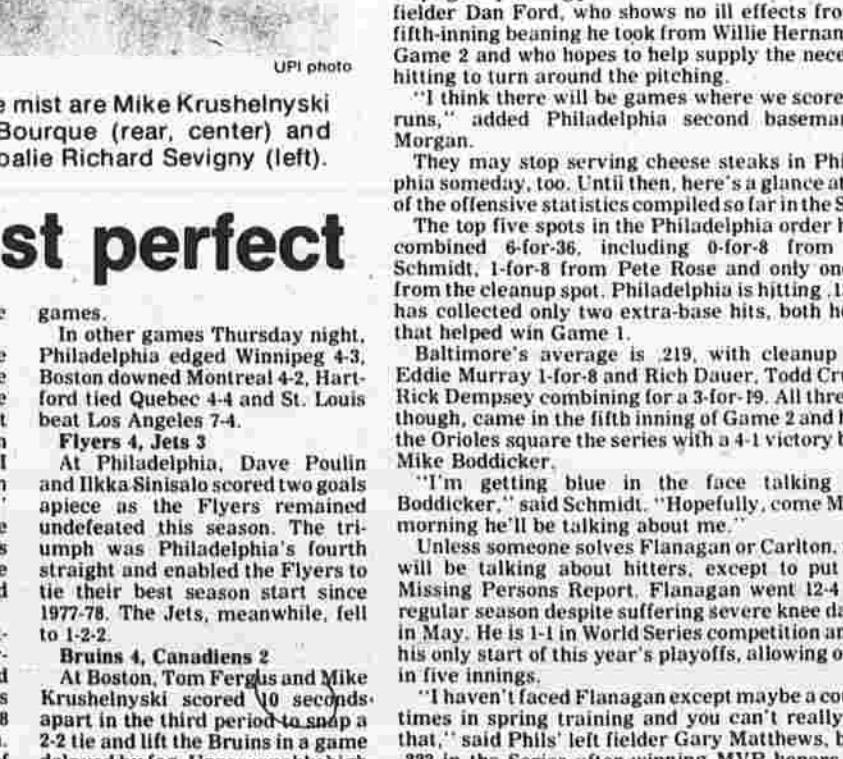 UPI photo
e mist are Mike Krushelnyski
Bourque (rear, center) and
oalie Richard Sevigny (left).
st perfect
games.
In other games Thursday night,
Philadelphia edged Winnipeg 4-3,
Boston downed Montreal 4-2, Hart-
ford tied Quebec 4-4 and St. Louis
beat Los Angeles 7-4.
Flyers 4, Jets 3
At Philadelphia, Dave Poulin
and Ilkka Sinisalo scored two goals
apiece as the Flyers remained
undefeated this season. The tri-
umph was Philadelphia's fourth
straight and enabled the Flyers to
tie their best season start since
1977-78. The Jets, meanwhile, fell
to 1-2-2.
Bruins 4, Canadiens 2
At Boston, Tom Fergus and Mike
Krushelnyski scored 10 seconds
apart in the third period to snap a
2-2 tie and lift the Bruins in a game
fielder Dan Ford, who shows no ill effects fro
fifth-inning beaning he took from Willie Hernan
Game 2 and who hopes to help supply the nece
hitting to turn around the pitching.
"I think there will be games where we score
runs," added Philadelphia second baseman
Morgan.
They may stop serving cheese steaks in Phi
phia someday, too. Until then, here's a glance at
of the offensive statistics compiled so far in the S
The top five spots in the Philadelphia order h
combined 6-for-36, including 0-for-8 from
Schmidt, 1-for-8 from Pete Rose and only on
from the cleanup spot. Philadelphia is hitting .1
has collected only two extra-base hits, both h
that helped win Game 1.
Baltimore's average is .219, with cleanup
Eddie Murray 1-for-8 and Rich Dauer, Todd Cr
Rick Dempsey combining for a 3-for-19. All thre
though, came in the fifth inning of Game 2 and h
the Orioles square the series with a 4-1 victory b
Mike Boddicker.
"I'm getting blue in the face talking
Boddicker," said Schmidt. "Hopefully, come M
morning he'll be talking about me."
Unless someone solves Flanagan or Carlton,
will be talking about hitters, except to put
Missing Persons Report. Flanagan went 12-4
regular season despite suffering severe knee da
in May. He is 1-1 in World Series competition an
his only start of this year's playoffs, allowing o
in five innings.
"I haven't faced Flanagan except maybe a cou
times in spring training and you can't really
that," said Phils' left fielder Gary Matthews, b